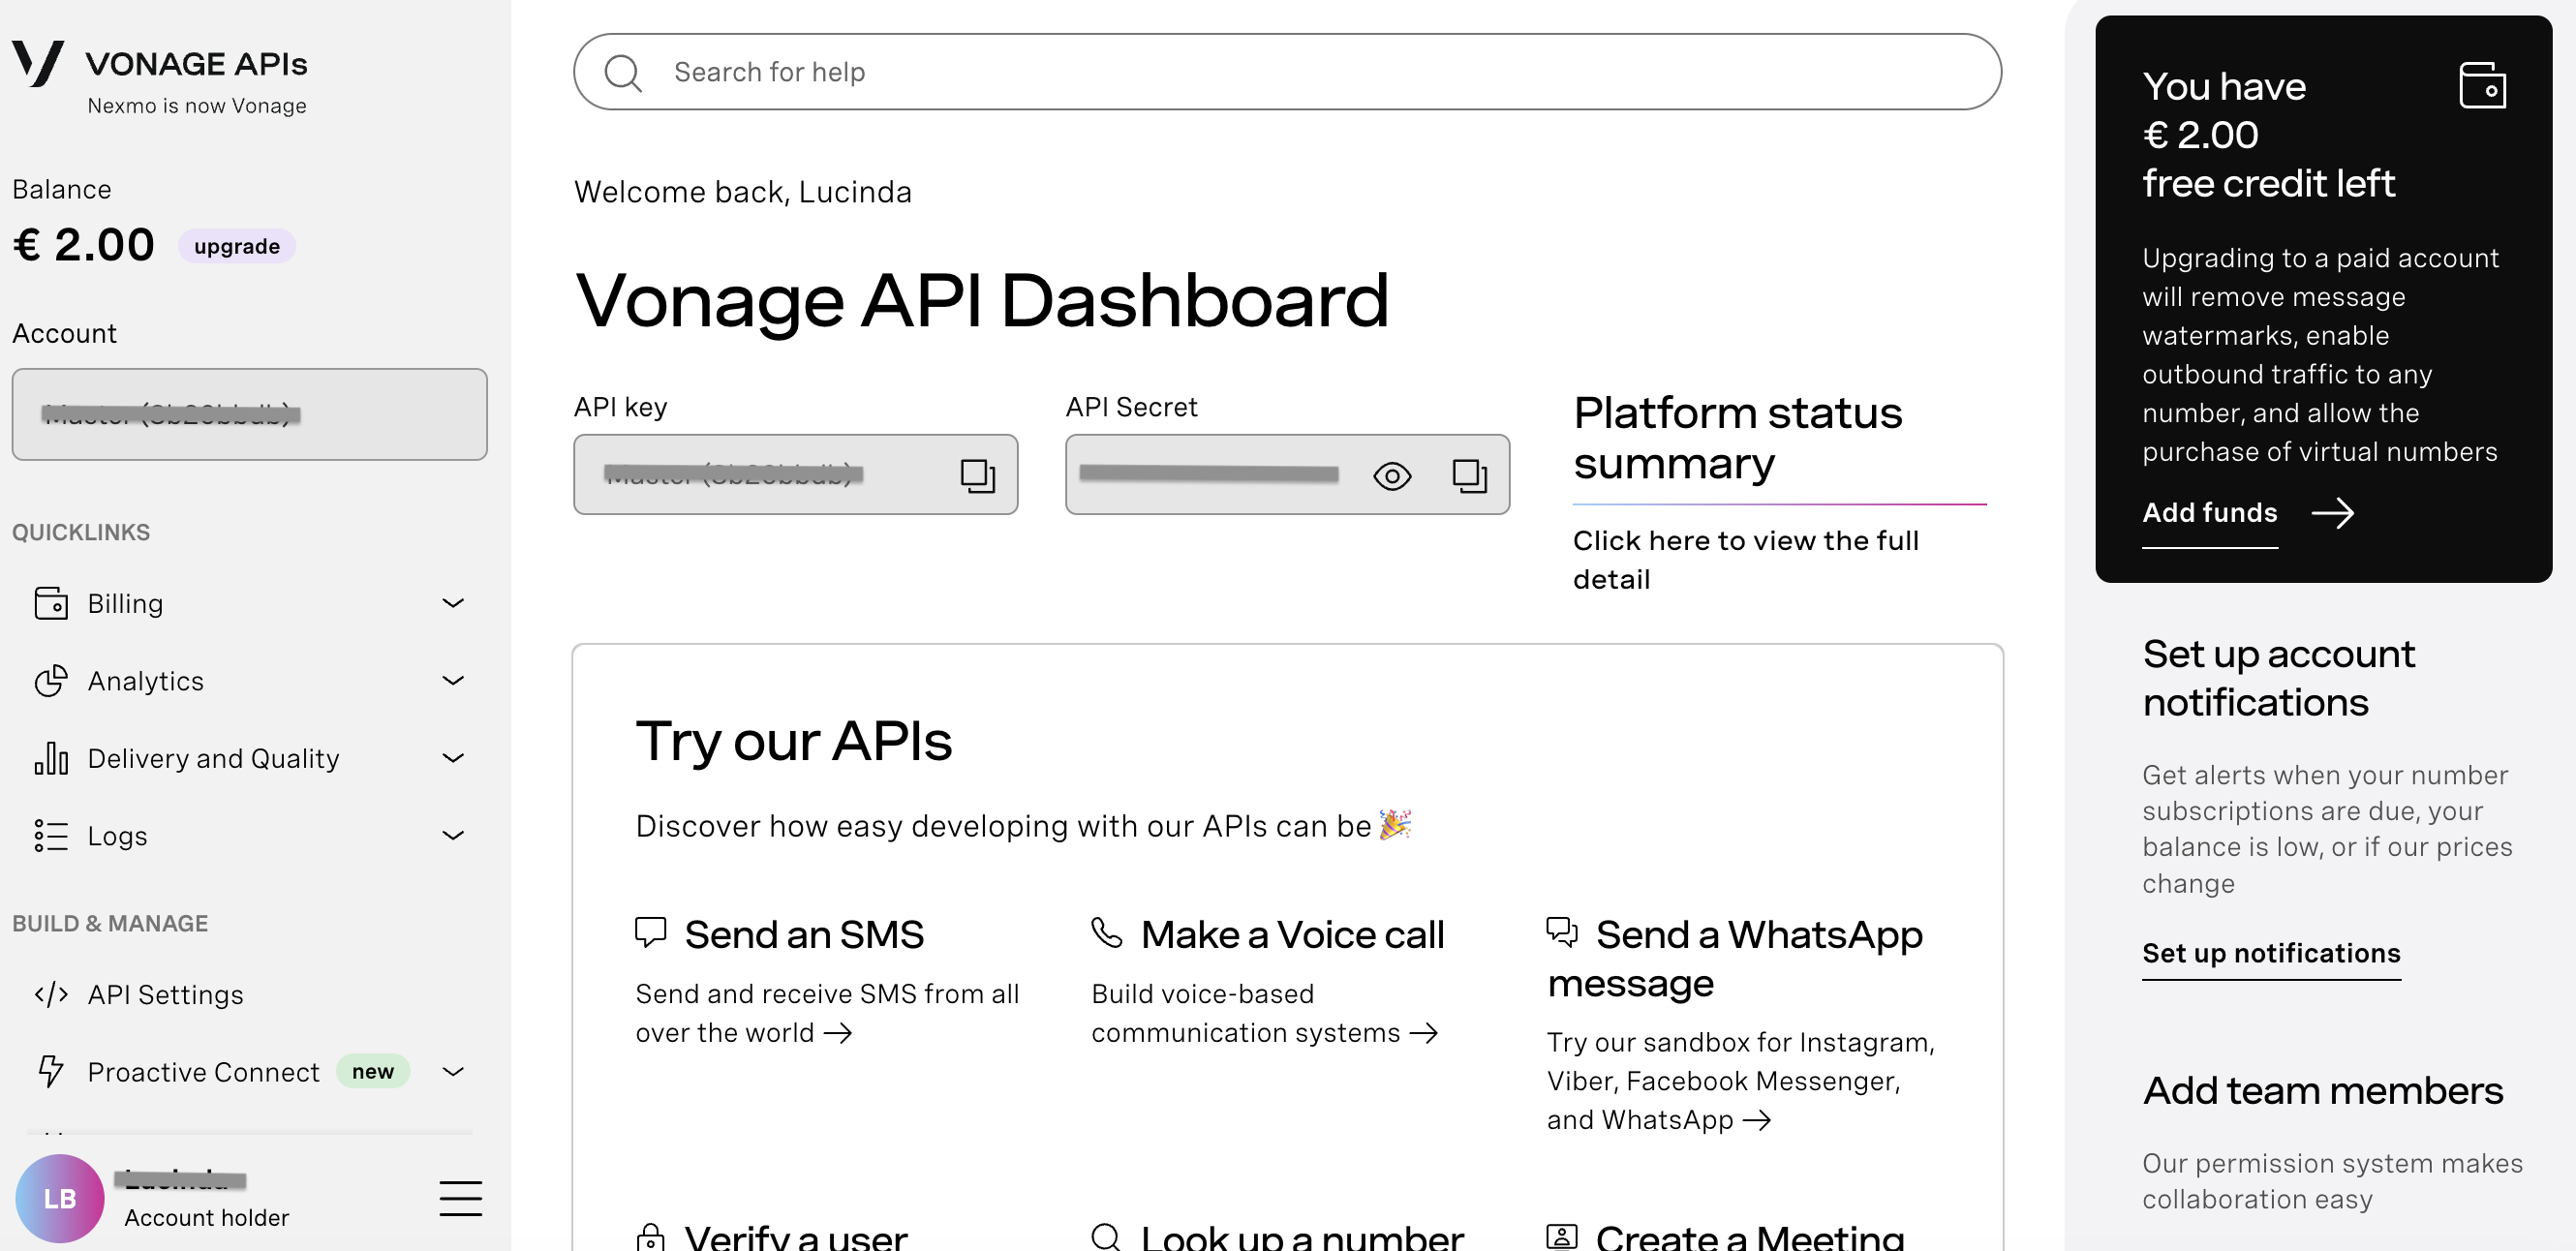 VONAGE APIs
Nexmo is now Vonage
Balance
€ 2.00 upgrade
Account
QUICKLINKS
Billing
Analytics
Delivery and Quality
Logs
BUILD & MANAGE
</> API Settings
Proactive Connect new
LB
Account holder
Search for help
Welcome back, Lucinda
Vonage API Dashboard
API key
API Secret
Platform status
summary
Click here to view the full
detail
Try our APIs
Discover how easy developing with our APIs can be 🎉
Send an SMS
Send and receive SMS from all
over the world →
Make a Voice call
Build voice-based
communication systems →
Send a WhatsApp
message
Try our sandbox for Instagram,
Viber, Facebook Messenger,
and WhatsApp →
Verify a user
Look up a number
Create a Meeting
You have
€ 2.00
free credit left
Upgrading to a paid account
will remove message
watermarks, enable
outbound traffic to any
number, and allow the
purchase of virtual numbers
Add funds →
Set up account
notifications
Get alerts when your number
subscriptions are due, your
balance is low, or if our prices
change
Set up notifications
Add team members
Our permission system makes
collaboration easy